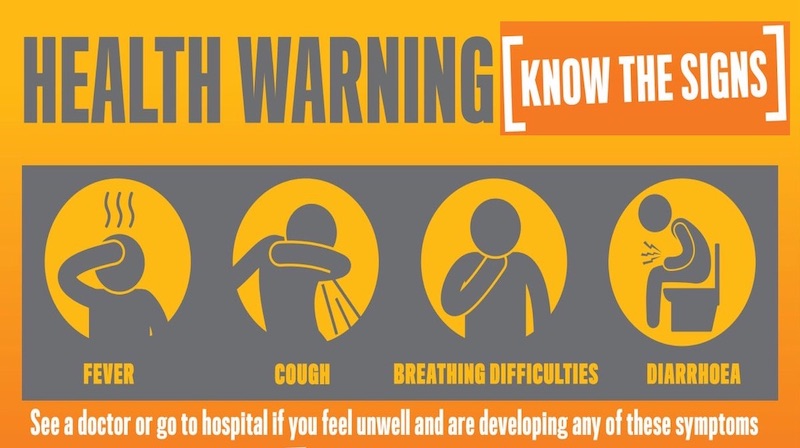 HEALTH WARNING [KNOW THE SIGNS]
FEVER COUGH BREATHING DIFFICULTIES DIARRHOEA
See a doctor or go to hospital if you feel unwell and are developing any of these symptoms